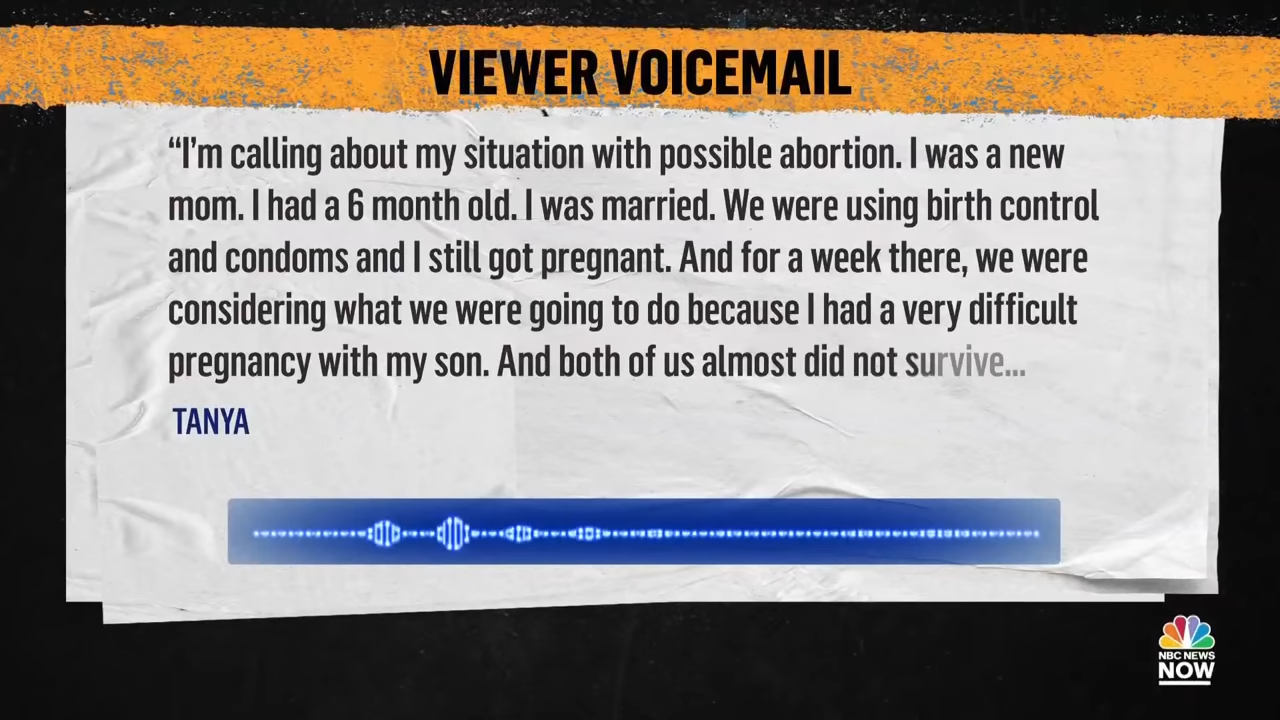 VIEWER VOICEMAIL
“I’m calling about my situation with possible abortion. I was a new
mom. I had a 6 month old. I was married. We were using birth control
and condoms and I still got pregnant. And for a week there, we were
considering what we were going to do because I had a very difficult
pregnancy with my son. And both of us almost did not survive...
TANYA
NBC NEWS
NOW